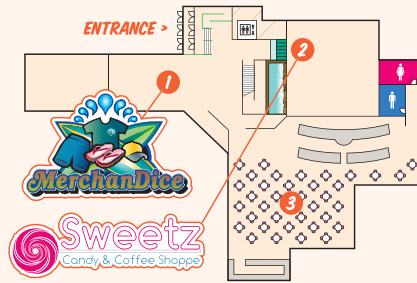 ENTRANCE >
1
2
MerchanDice
3
Sweetz
Candy & Coffee Shoppe